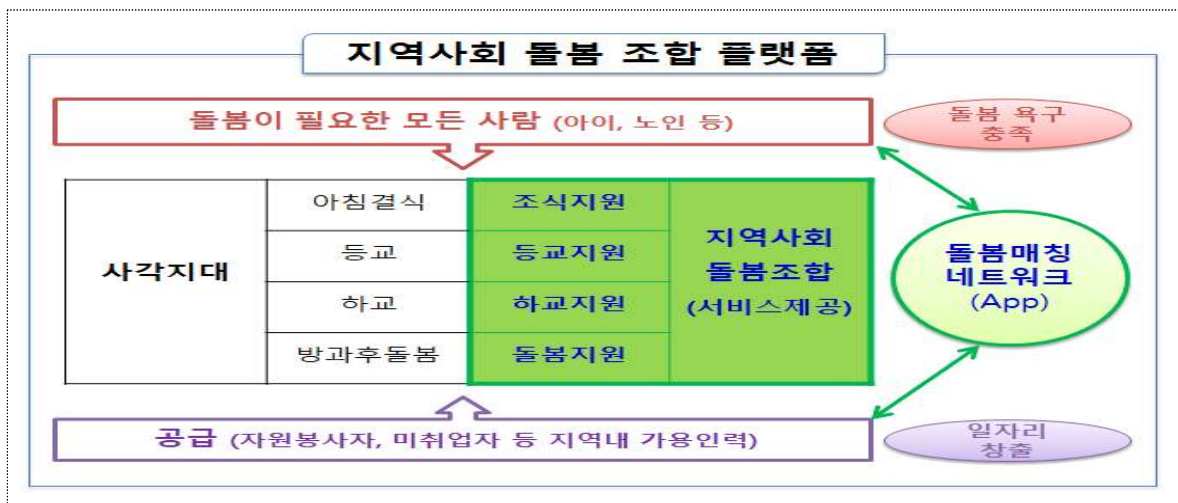 지역사회 돌봄 조합 플랫폼
돌봄이 필요한 모든 사람 (아이, 노인 등)
돌봄 욕구
충족
사각지대
아침결식
조식지원
등교
등교지원
하교
하교지원
방과후돌봄
돌봄지원
지역사회
돌봄조합
(서비스제공)
돌봄매칭
네트워크
(App)
공급 (자원봉사자, 미취업자 등 지역내 가용인력)
일자리
창출